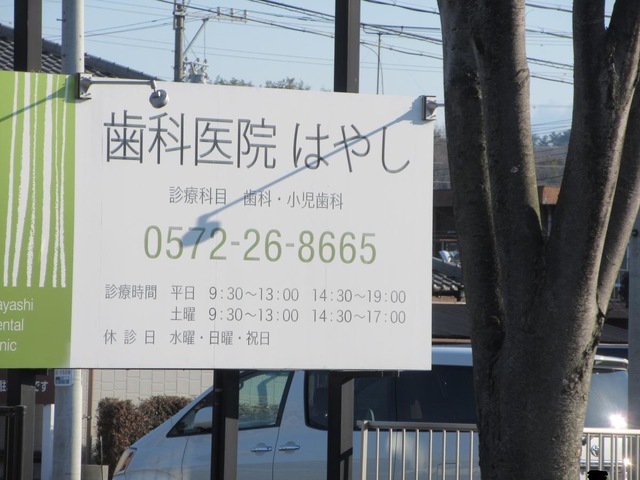 歯科医院 はやし
診療科目 歯科・小児歯科
0572-26-8665
診療時間 平日 9:30～13:00 14:30～19:00
土曜 9:30～13:00 14:30～17:00
休診日 水曜・日曜・祝日
ayashi
ental
nic
です